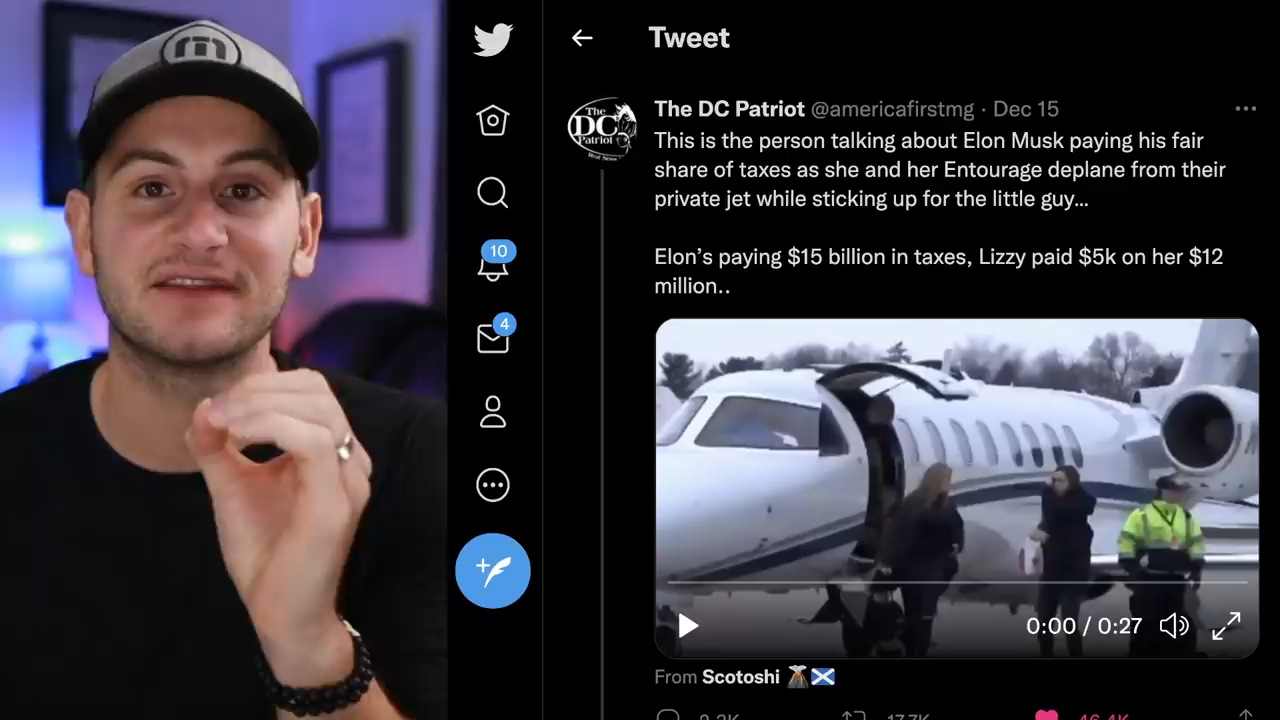 Tweet
The DC Patriot @americafirstmg · Dec 15
This is the person talking about Elon Musk paying his fair
share of taxes as she and her Entourage deplane from their
private jet while sticking up for the little guy...
Elon’s paying $15 billion in taxes, Lizzy paid $5k on her $12
million..
The
DC
Patriot
10
4
0:00 / 0:27
From Scotoshi